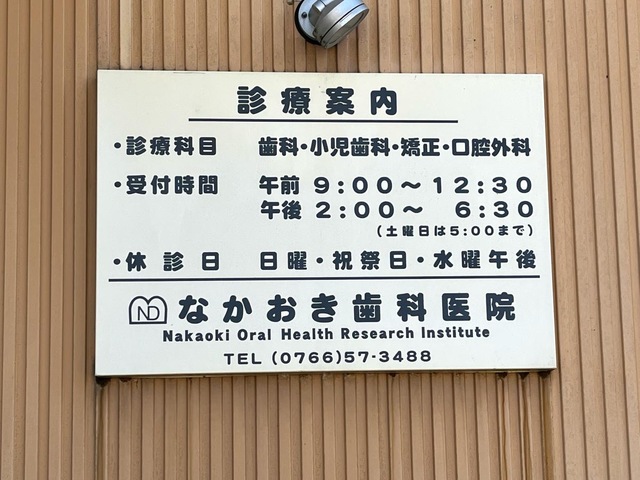 診療案内
・診療科目 歯科・小児歯科・矯正・口腔外科
・受付時間 午前 9:00〜12:30
午後 2:00〜 6:30
(土曜日は5:00まで)
・休診日 日曜・祝祭日・水曜午後
ND なかおき歯科医院
Nakaoki Oral Health Research Institute
TEL (0766)57-3488